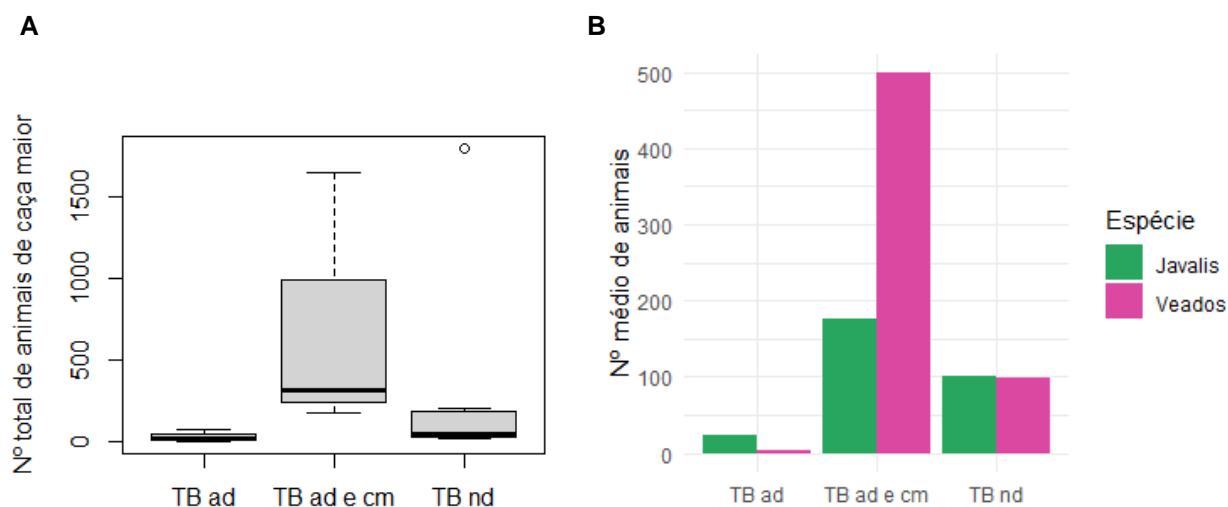 A
Nº total de animais de caça maior
1500
1000
500
0
TB ad
TB ad e cm
TB nd
B
Nº médio de animais
500
400
300
200
100
0
TB ad
TB ad e cm
TB nd
Espécie
Javalis
Veados